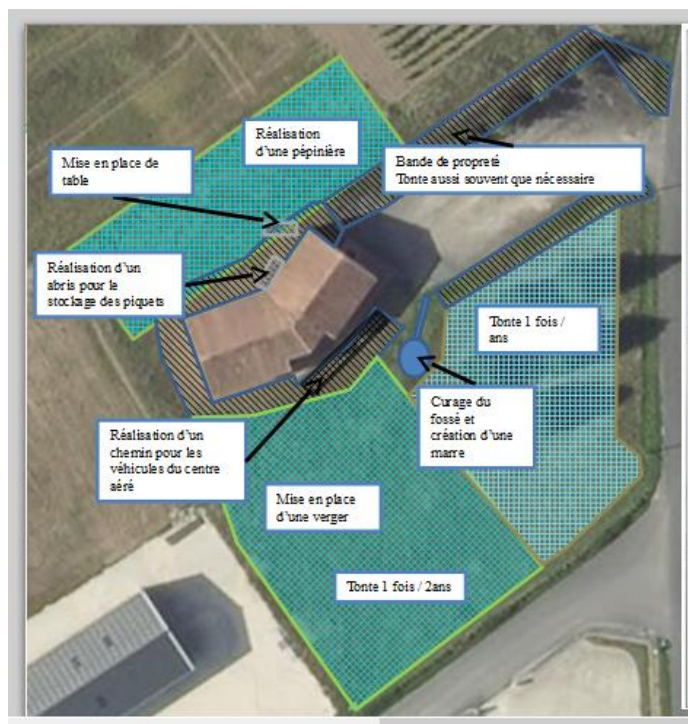 Réalisation
d'une pépinière
Mise en place de
table
Bande de propreté
Tonte aussi souvent que nécessaire
Réalisation d'un
abris pour le
stockage des piquets
Tonte 1 fois /
ans
Curage du
fossé et
création d'une
marre
Réalisation d'un
chemin pour les
véhicules du centre
aéré
Mise en place
d'une verger
Tonte 1 fois / 2ans